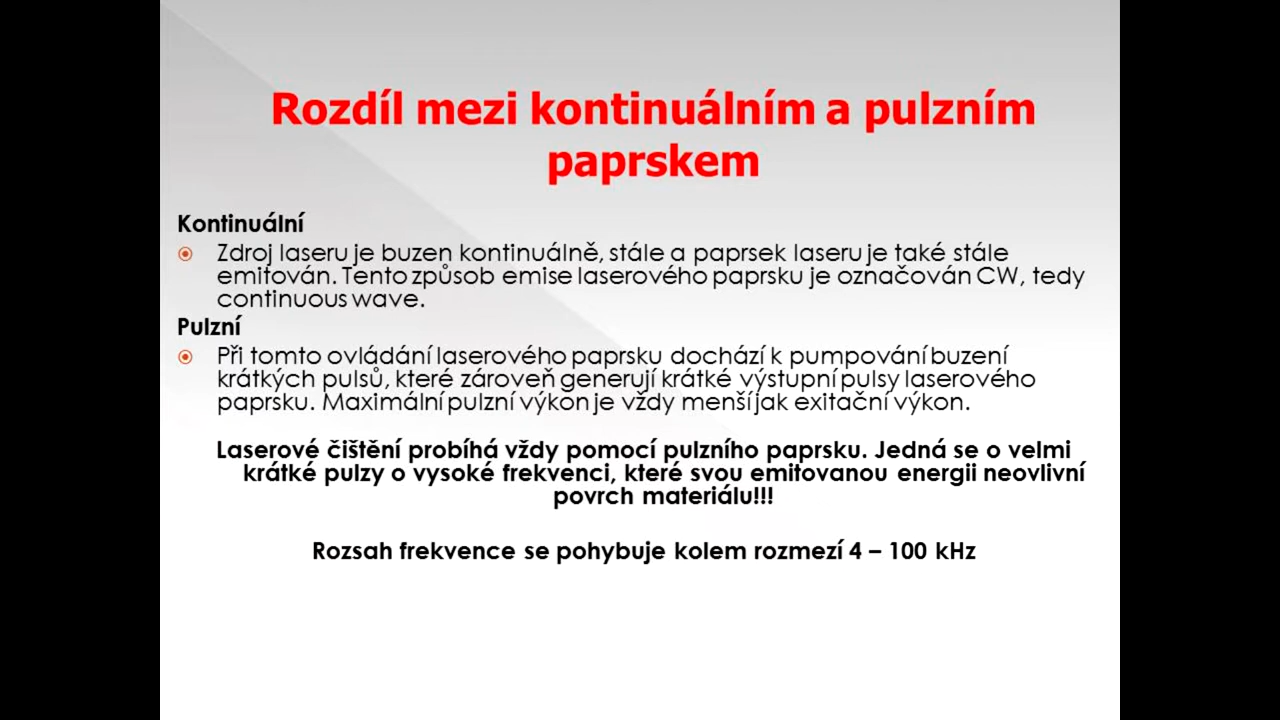 Rozdíl mezi kontinuálním a pulzním
paprskem
Kontinuální
Zdroj laseru je buzen kontinuálně, stále a paprsek laseru je také stále
emitován. Tento způsob emise laserového paprsku je označován CW, tedy
continuous wave.
Pulzní
Při tomto ovládání laserového paprsku dochází k pumpování buzení
krátkých pulsů, které zároveň generují krátké výstupní pulsy laserového
paprsku. Maximální pulzní výkon je vždy menší jak exitační výkon.
Laserové čištění probíhá vždy pomocí pulzního paprsku. Jedná se o velmi
krátké pulzy o vysoké frekvenci, které svou emitovanou energii neovlivní
povrch materiálu!!!
Rozsah frekvence se pohybuje kolem rozmezí 4 – 100 kHz